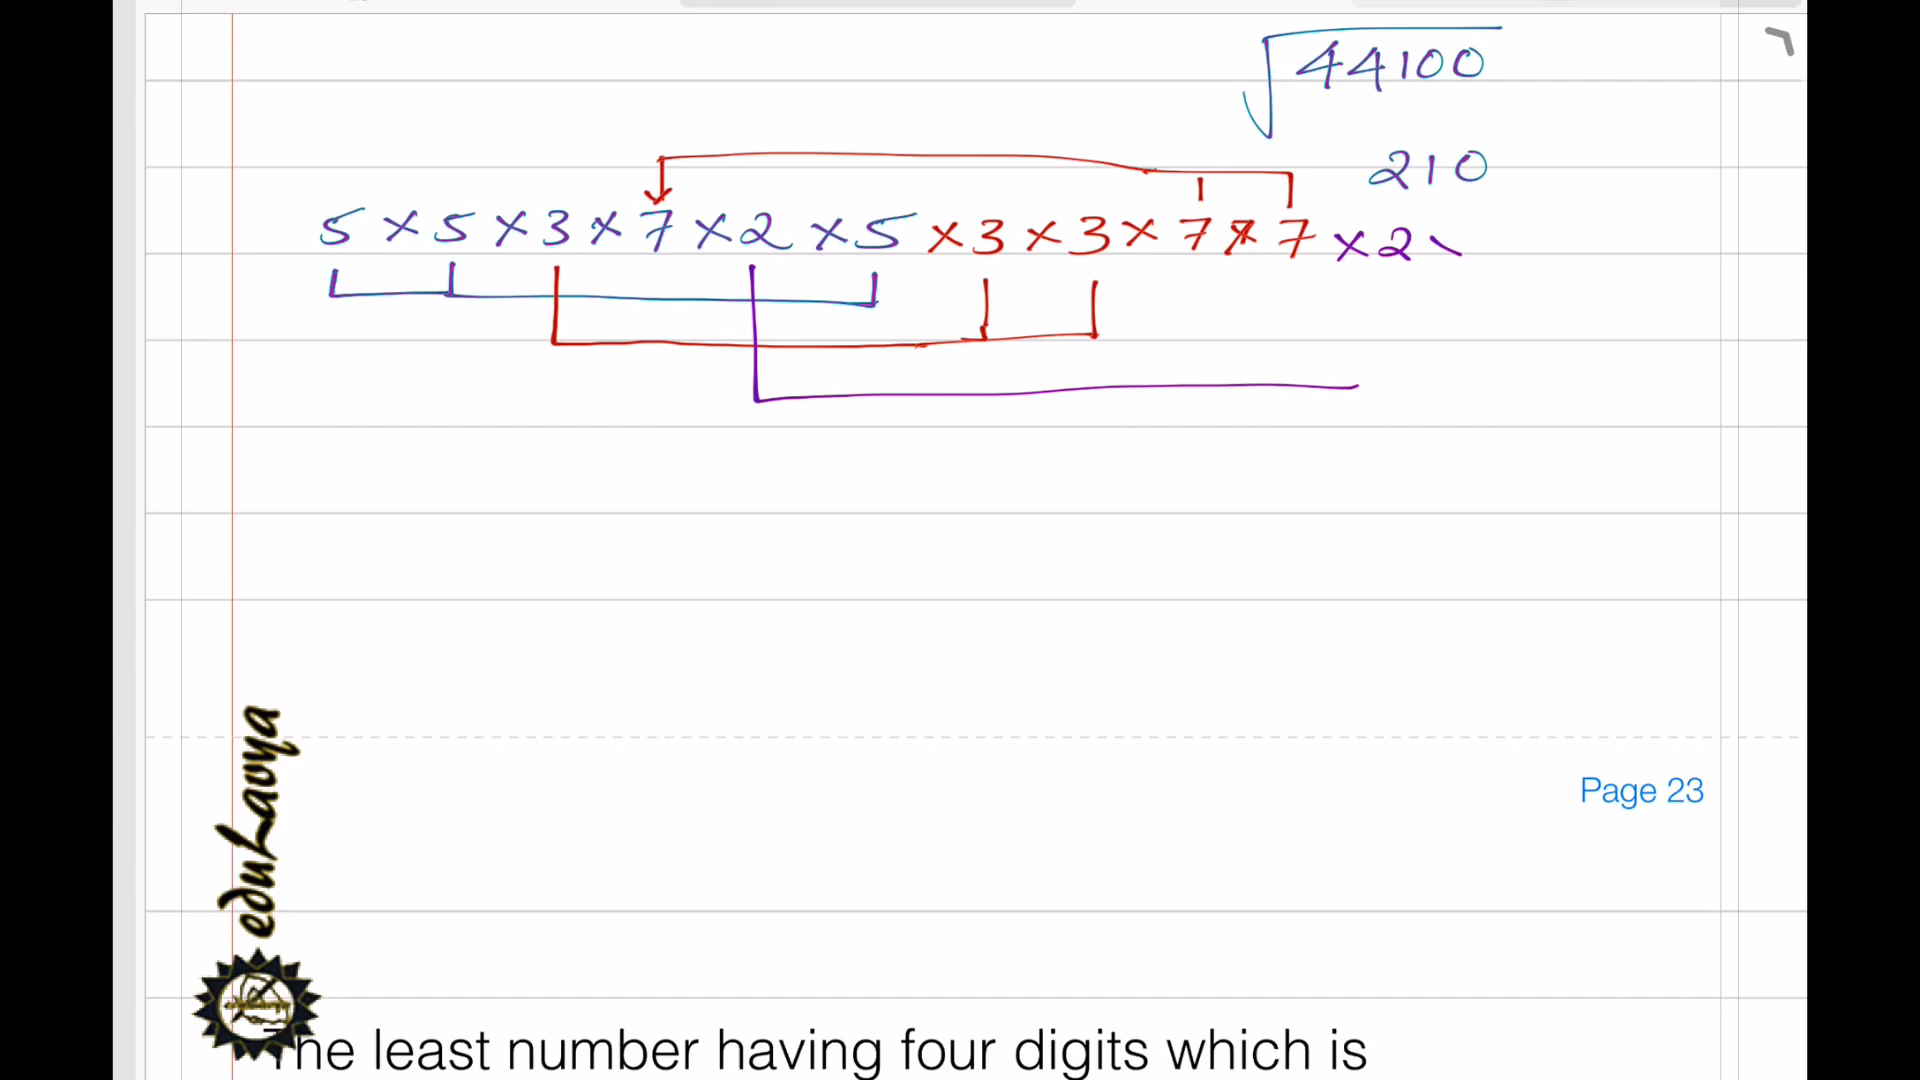 √44100
210
5 × 5 × 3 × 7 × 2 × 5 × 3 × 3 × 7 × 7 × 2
Page 23
eduLavya
The least number having four digits which is